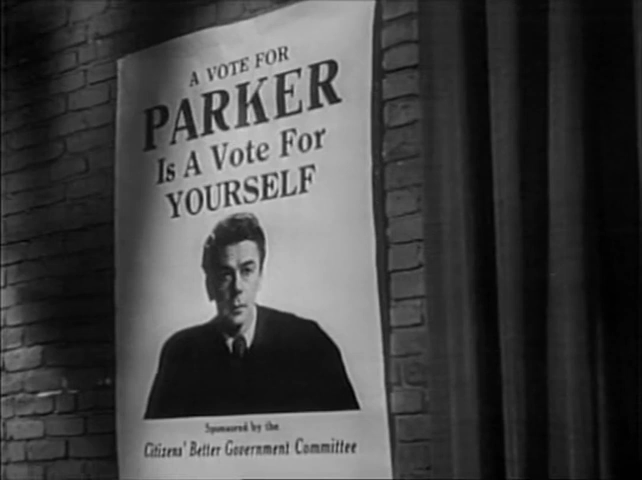 A VOTE FOR
PARKER
Is A Vote For
YOURSELF
Sponsored by the
Citizens' Better Government Committee